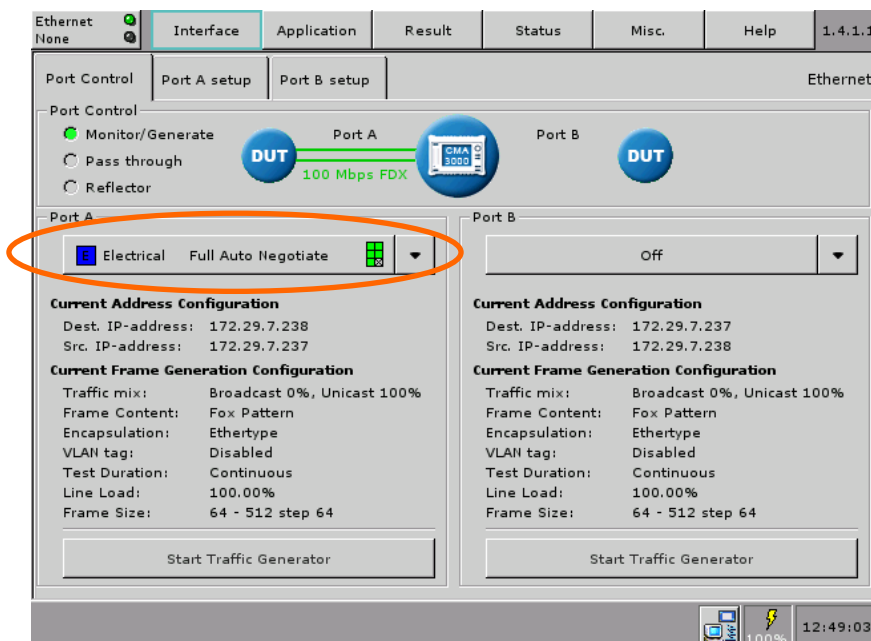 Ethernet
None
Interface
Application
Result
Status
Misc.
Help
1.4.1.1
Port Control
Port A setup
Port B setup
Ethernet
Port Control
Monitor/Generate
Pass through
Reflector
DUT
Port A
100 Mbps FDX
CMA
3000
Port B
DUT
Port A
E Electrical Full Auto Negotiate
Current Address Configuration
Dest. IP-address: 172.29.7.238
Src. IP-address: 172.29.7.237
Current Frame Generation Configuration
Traffic mix: Broadcast 0%, Unicast 100%
Frame Content: Fox Pattern
Encapsulation: Ethertype
VLAN tag: Disabled
Test Duration: Continuous
Line Load: 100.00%
Frame Size: 64 - 512 step 64
Start Traffic Generator
Port B
Off
Current Address Configuration
Dest. IP-address: 172.29.7.237
Src. IP-address: 172.29.7.238
Current Frame Generation Configuration
Traffic mix: Broadcast 0%, Unicast 100%
Frame Content: Fox Pattern
Encapsulation: Ethertype
VLAN tag: Disabled
Test Duration: Continuous
Line Load: 100.00%
Frame Size: 64 - 512 step 64
Start Traffic Generator
100%
12:49:03